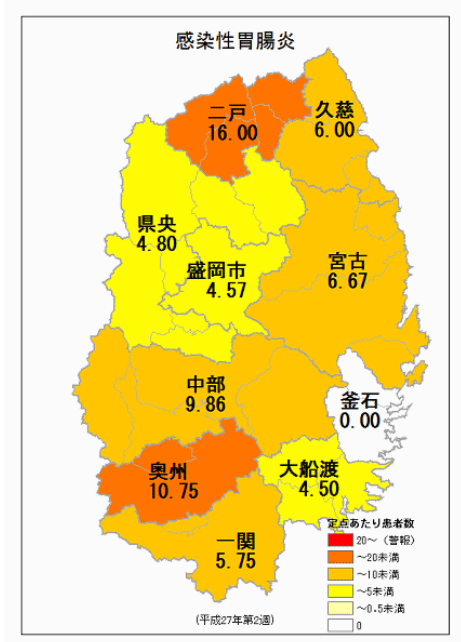 感染性胃腸炎
二戸
16.00
久慈
6.00
県央
4.80
盛岡市
4.57
宮古
6.67
中部
9.86
釜石
0.00
奥州
10.75
大船渡
4.50
一関
5.75
定点あたり患者数
20～（警報）
～20未満
～10未満
～5未満
～0.5未満
0
(平成27年第2週)